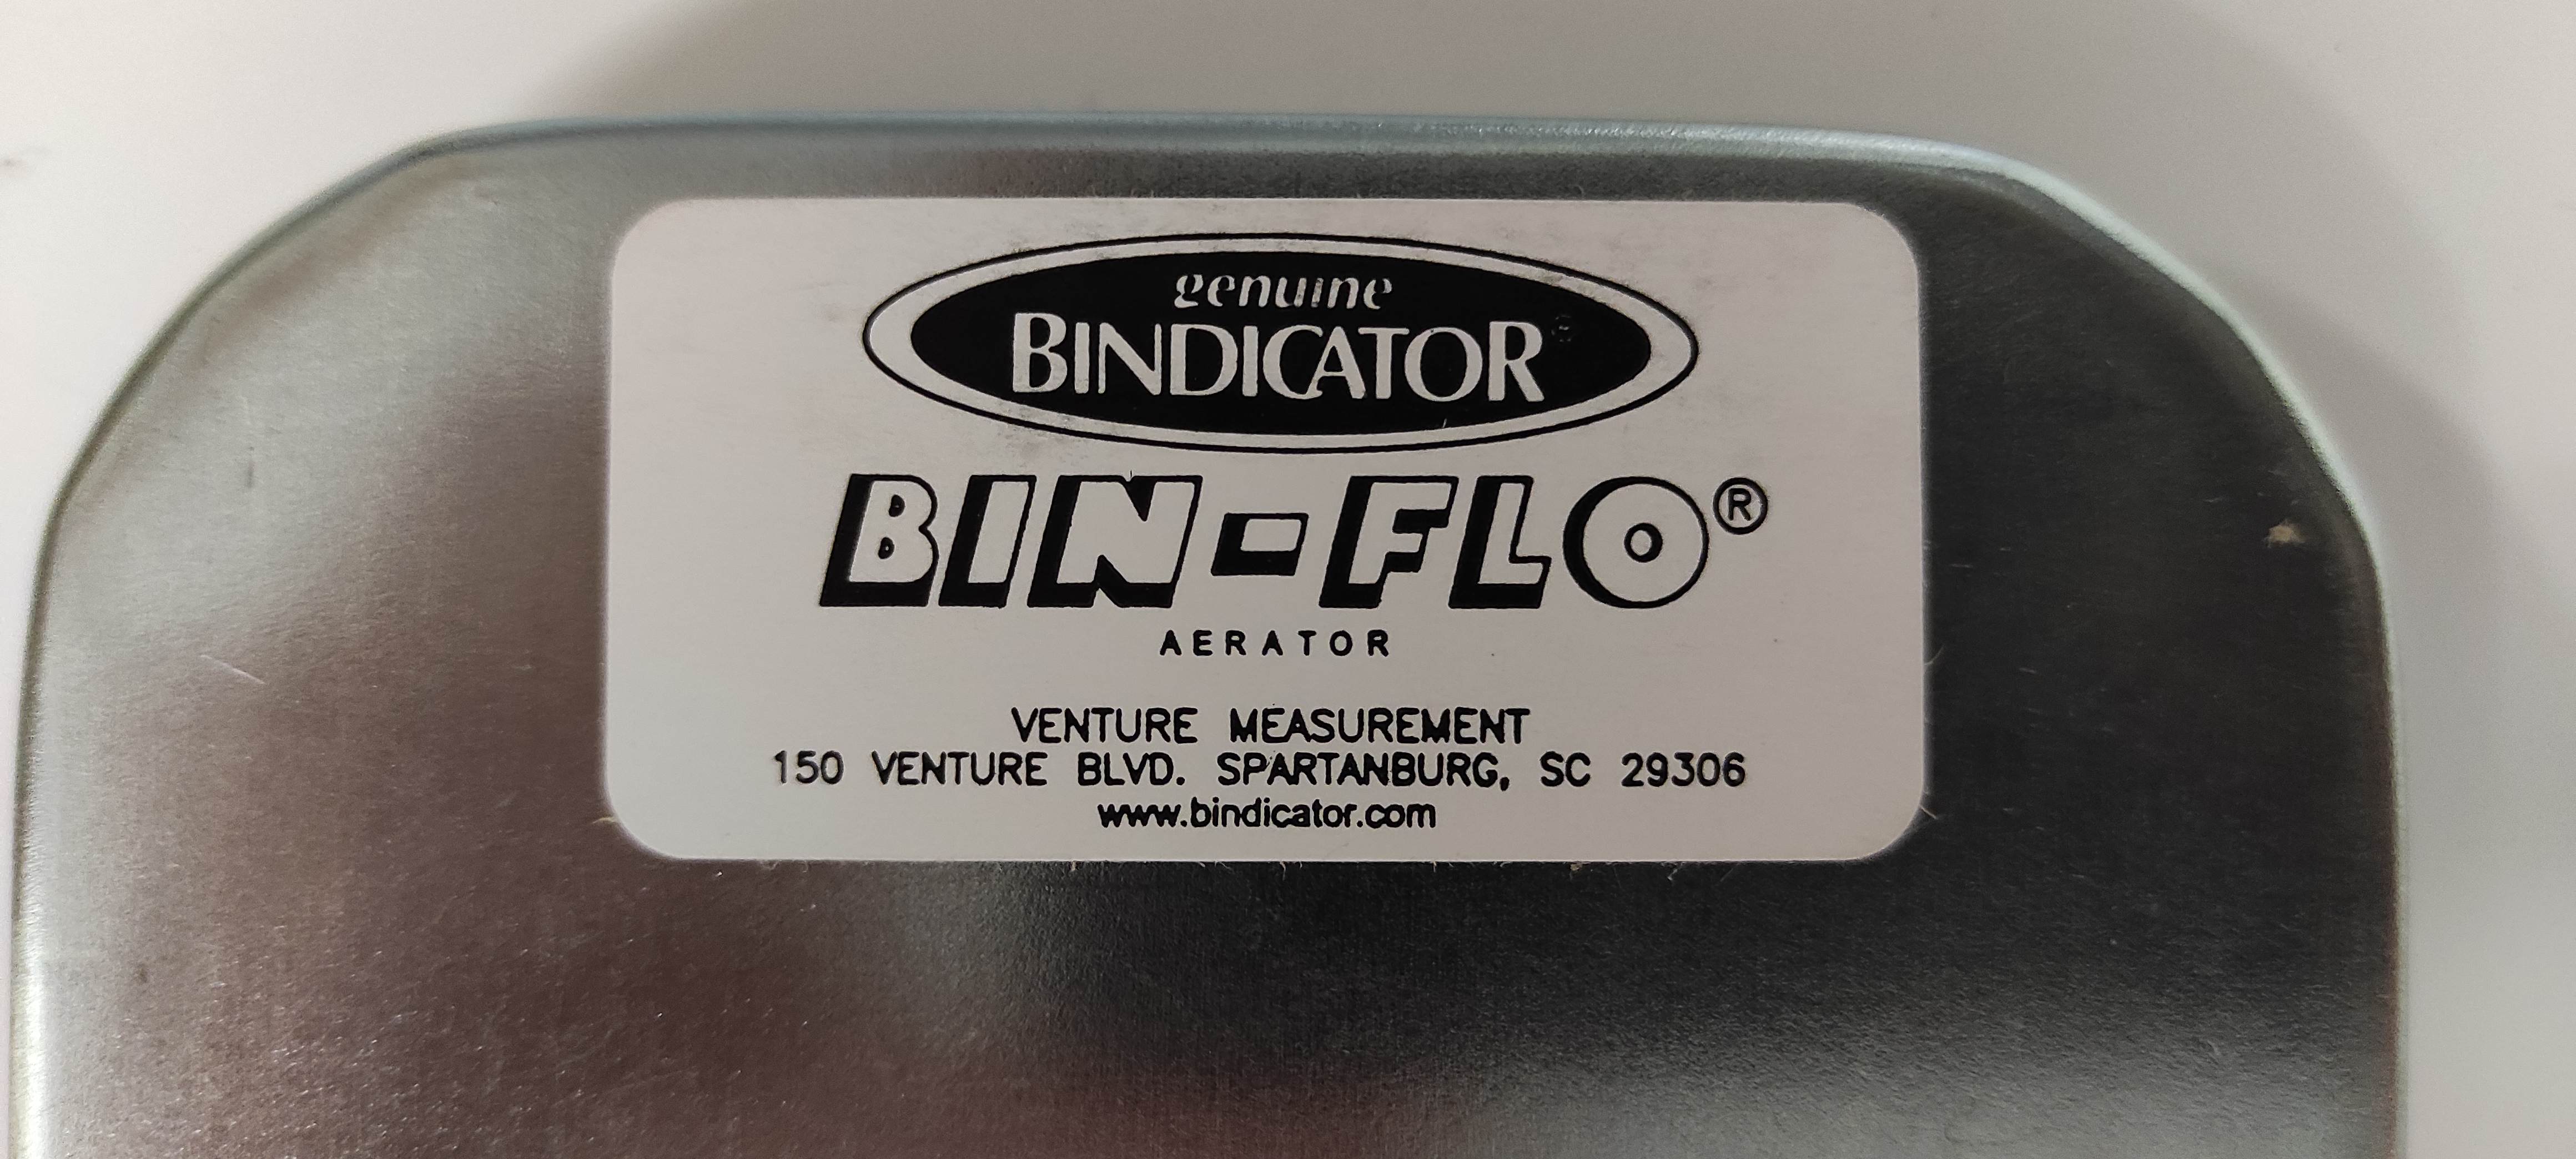 genuine
BINDICATOR®
BIN-FLO®
AERATOR
VENTURE MEASUREMENT
150 VENTURE BLVD. SPARTANBURG, SC 29306
www.bindicator.com